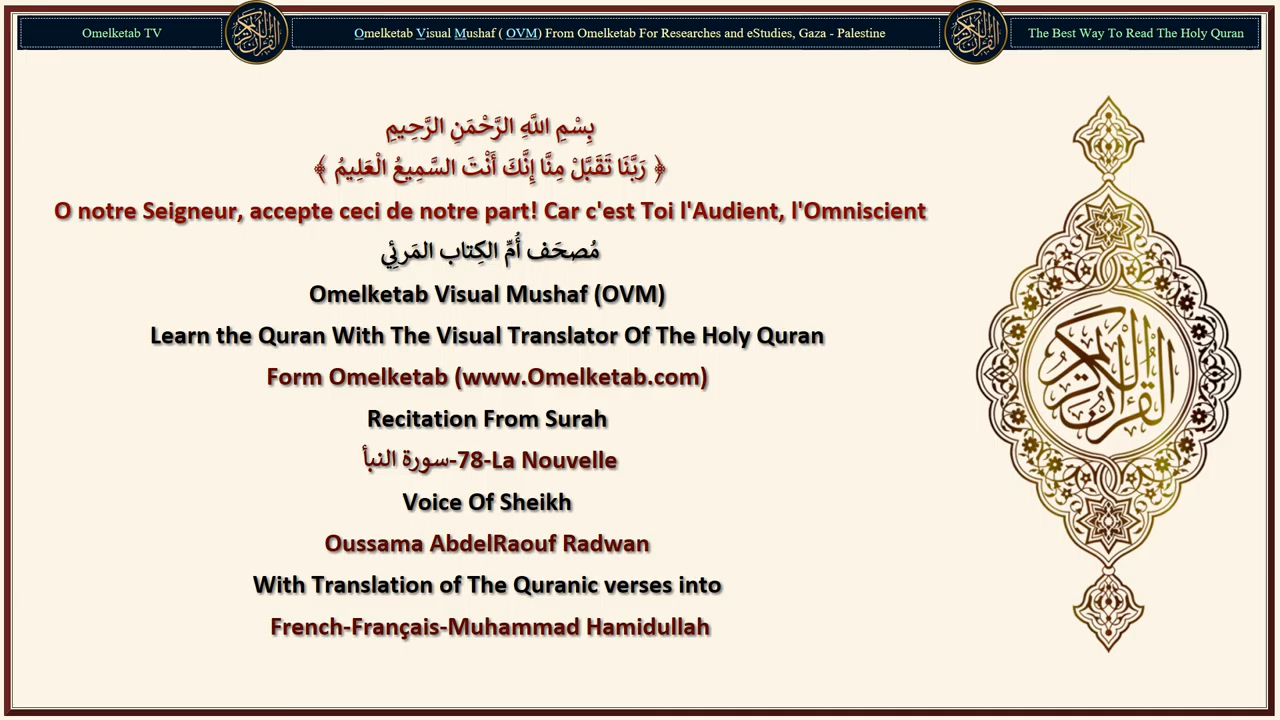 Omelketab TV
Omelketab Visual Mushaf ( OVM) From Omelketab For Researches and eStudies, Gaza - Palestine
The Best Way To Read The Holy Quran
بِسْمِ اللَّهِ الرَّحْمَنِ الرَّحِيمِ
﴿ رَبَّنَا تَقَبَّلْ مِنَّا إِنَّكَ أَنْتَ السَّمِيعُ الْعَلِيمُ ﴾
O notre Seigneur, accepte ceci de notre part! Car c'est Toi l'Audient, l'Omniscient
مُصحَف أُمِّ الكِتاب المَرئِي
Omelketab Visual Mushaf (OVM)
Learn the Quran With The Visual Translator Of The Holy Quran
Form Omelketab (www.Omelketab.com)
Recitation From Surah
سورة النبأ-78-La Nouvelle
Voice Of Sheikh
Oussama AbdelRaouf Radwan
With Translation of The Quranic verses into
French-Français-Muhammad Hamidullah
القرآن الكريم